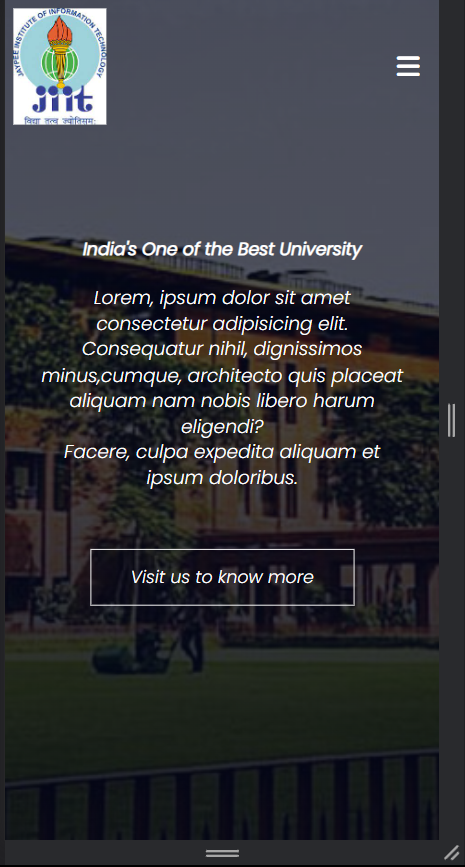 JAYPEE INSTITUTE OF INFORMATION TECHNOLOGY
jiit
विद्या तत्व ज्योतिसमः
India's One of the Best University
Lorem, ipsum dolor sit amet
consectetur adipisicing elit.
Consequatur nihil, dignissimos
minus,cumque, architecto quis placeat
aliquam nam nobis libero harum
eligendi?
Facere, culpa expedita aliquam et
ipsum doloribus.
Visit us to know more